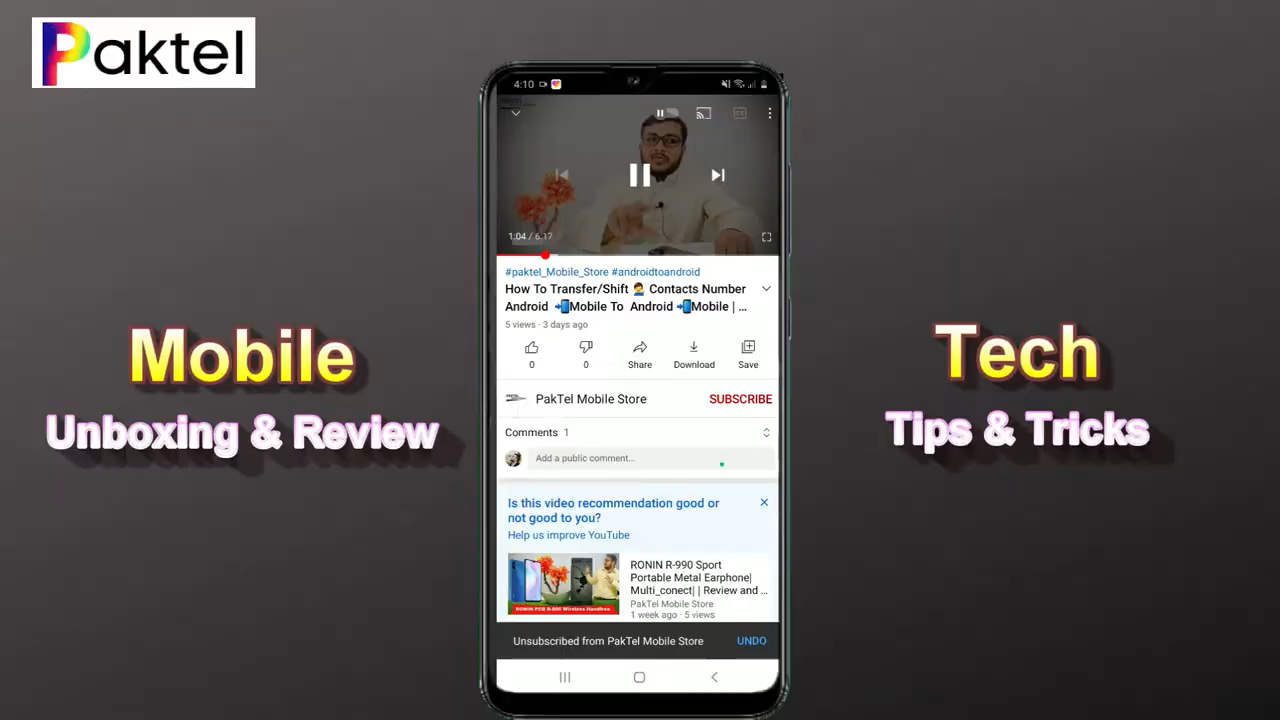 Paktel
4:10
1:04 / 6:17
#paktel_Mobile_Store #androidtoandroid
How To Transfer/Shift 🙎‍♂️ Contacts Number
Android 📲Mobile To Android 📲Mobile | ...
5 views · 3 days ago
0
0
Share
Download
Save
PakTel Mobile Store
SUBSCRIBE
Comments 1
Add a public comment...
Is this video recommendation good or
not good to you?
Help us improve YouTube
RONIN R-990 Sport
Portable Metal Earphone|
Multi_conect| | Review and ...
PakTel Mobile Store
1 week ago · 5 views
Unsubscribed from PakTel Mobile Store
UNDO
Mobile
Unboxing & Review
Tech
Tips & Tricks